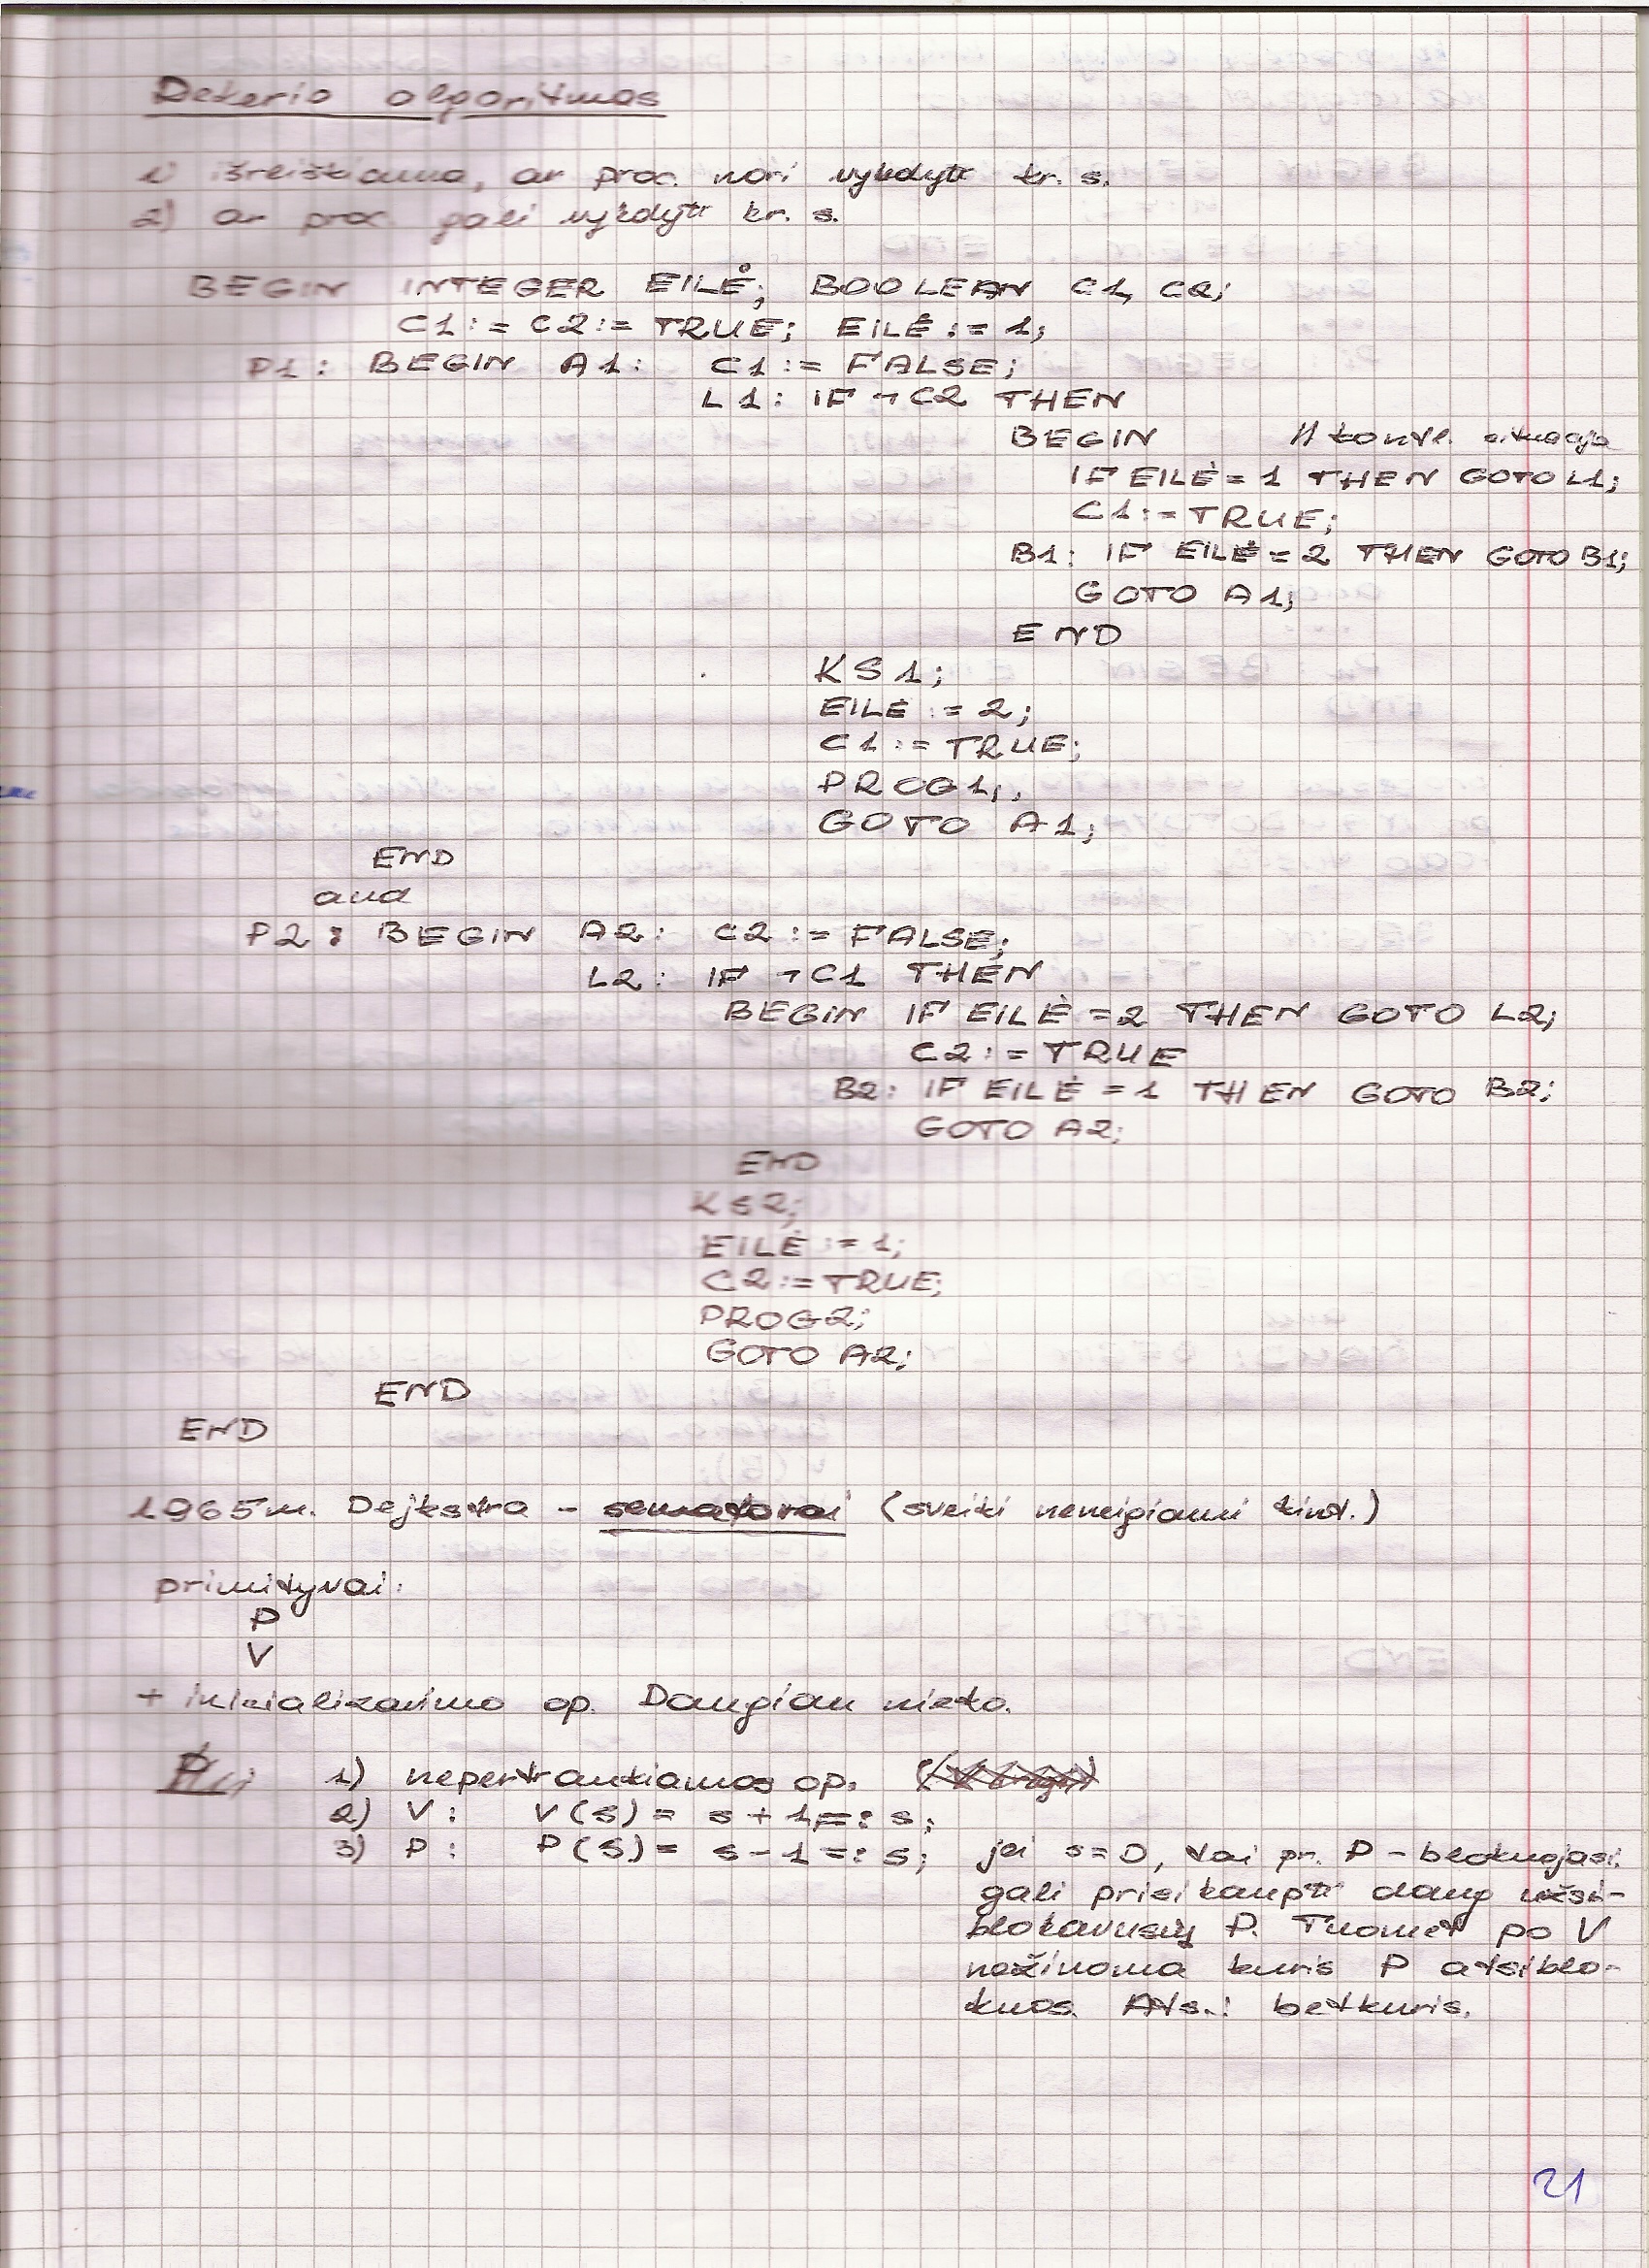 Dekerio algoritmas
1) išreiškiama, ar proc. nori vykdyti kr. s.
2) ar proc. gali vykdyti kr. s.
BEGIN INTEGER EILĖ; BOOLEAN C1, C2;
C1 := C2 := TRUE; EILĖ := 1;
P1: BEGIN A1: C1 := FALSE;
L1: IF ¬C2 THEN
BEGIN // konfl. situacija
IF EILĖ = 1 THEN GOTO L1;
C1 := TRUE;
B1: IF EILĖ = 2 THEN GOTO B1;
GOTO A1;
END
KS1;
EILĖ := 2;
C1 := TRUE;
PROG1;
GOTO A1;
END
and
P2: BEGIN A2: C2 := FALSE;
L2: IF ¬C1 THEN
BEGIN IF EILĖ = 2 THEN GOTO L2;
C2 := TRUE
B2: IF EILĖ = 1 THEN GOTO B2;
GOTO A2;
END
KS2;
EILĖ := 1;
C2 := TRUE;
PROG2;
GOTO A2;
END
END
1965m. Dejkstra - semaforai (sveiki neneigiami kint.)
primityvai:
P
V
+ inicializavimo op. Daugiau nieko.
1) nepertraukiamos op.
2) V: V(s) = s + 1 =: s;
3) P: P(s) = s - 1 =: s; jei s=0, tai pr. P - blokuojasi.
gali prisikaupti daug užsi-
blokavusių P. Tuomet po V
nežinoma kuris P atsiblo-
kuos. Ats.: betkuris.
21